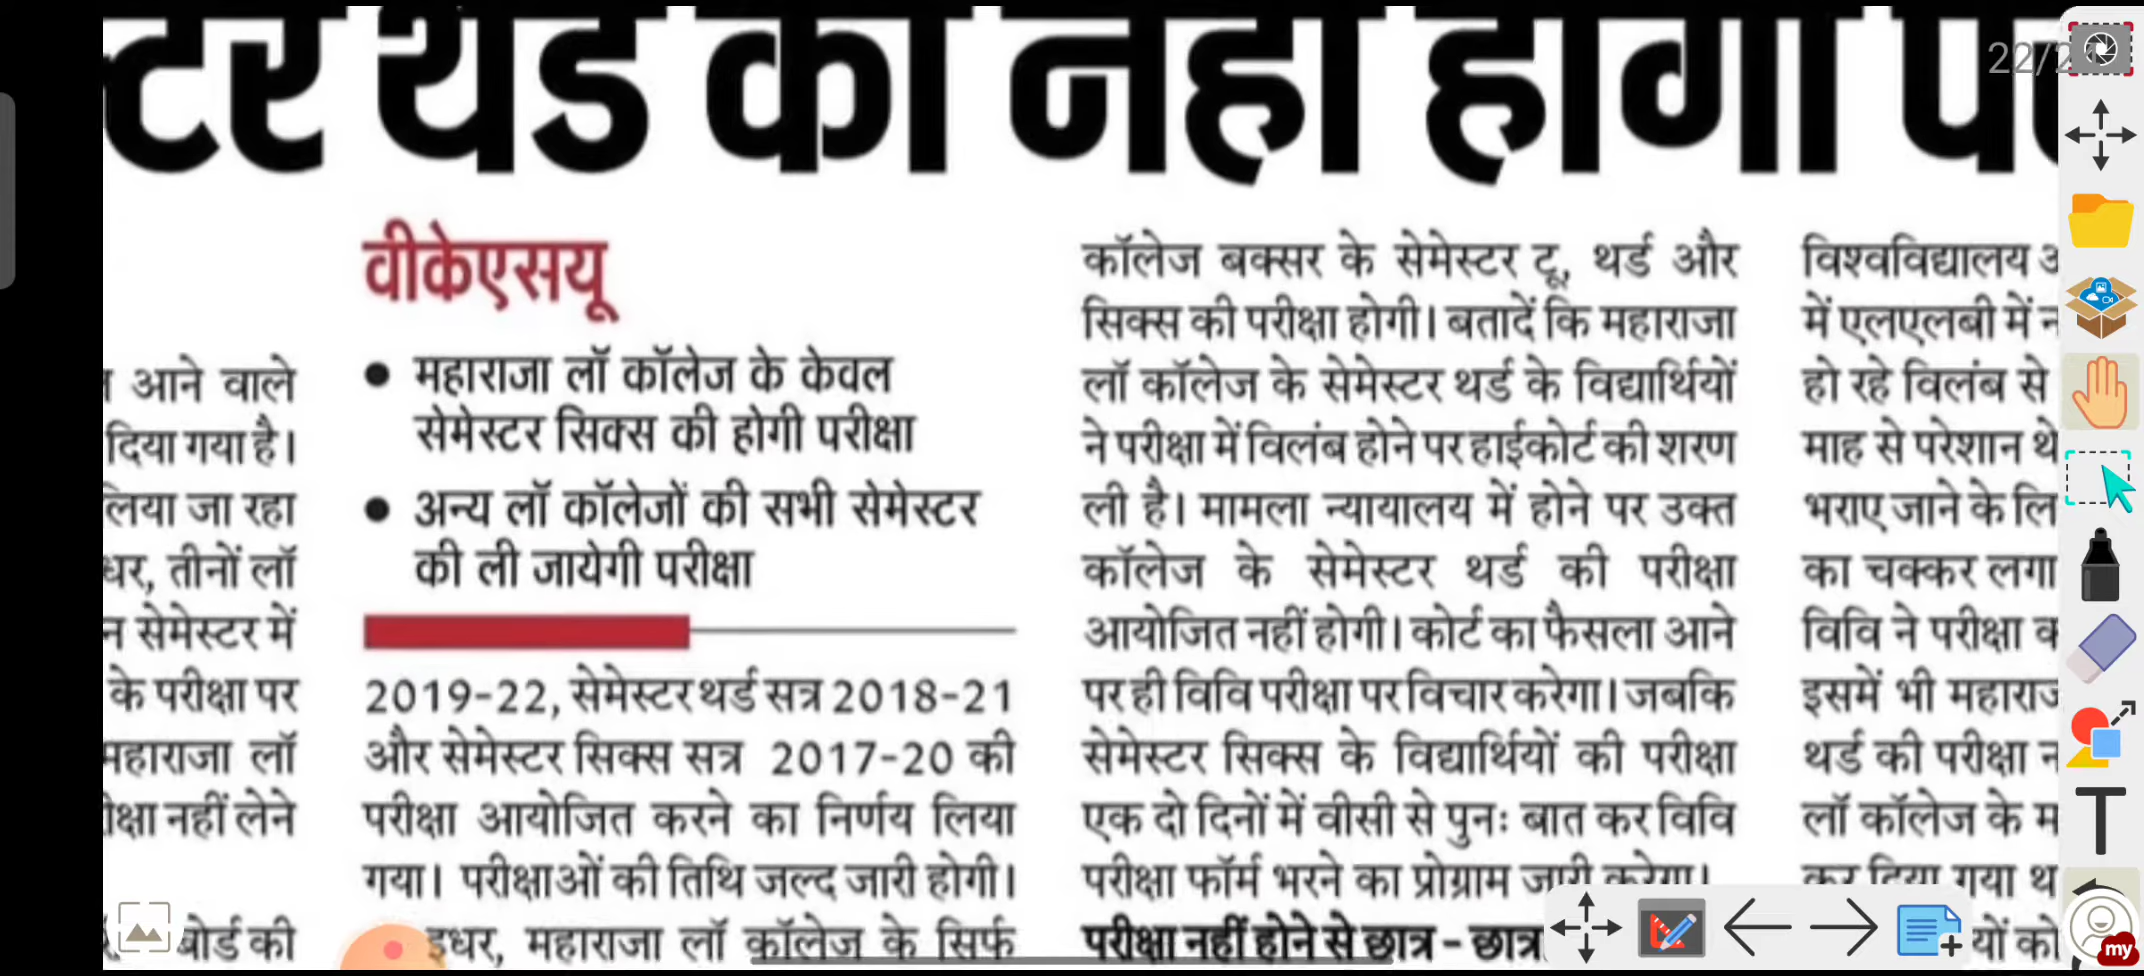 22/2
वीकेएसयू
आने वाले
दिया गया है।
जा रहा
तीनों लॉ
सेमेस्टर में
के परीक्षा पर
लॉ
नहीं लेने
बोर्ड की
• महाराजा लॉ कॉलेज के केवल
सेमेस्टर सिक्स की होगी परीक्षा
• अन्य लॉ कॉलेजों की सभी सेमेस्टर
की ली जायेगी परीक्षा
2019-22, सेमेस्टर थर्ड सत्र 2018-21
और सेमेस्टर सिक्स सत्र 2017-20 की
परीक्षा आयोजित करने का निर्णय लिया
गया। परीक्षाओं की तिथि जल्द जारी होगी।
इधर, महाराजा लॉ कॉलेज के सिर्फ
कॉलेज बक्सर के सेमेस्टर टू, थर्ड और
सिक्स की परीक्षा होगी। बतादें कि महाराजा
लॉ कॉलेज के सेमेस्टर थर्ड के विद्यार्थियों
ने परीक्षा में विलंब होने पर हाईकोर्ट की शरण
ली है। मामला न्यायालय में होने पर उक्त
कॉलेज के सेमेस्टर थर्ड की परीक्षा
आयोजित नहीं होगी। कोर्ट का फैसला आने
पर ही विवि परीक्षा पर विचार करेगा। जबकि
सेमेस्टर सिक्स के विद्यार्थियों की परीक्षा
एक दो दिनों में वीसी से पुनः बात कर विवि
परीक्षा फॉर्म भरने का प्रोग्राम जारी करेगा।
परीक्षा नहीं होने से छात्र - छात्रा
विश्वविद्यालय
में एलएलबी में
हो रहे विलंब से
माह से परेशान थे
भराए जाने के
का चक्कर लगा
विवि ने परीक्षा
इसमें भी
थर्ड की परीक्षा
लॉ कॉलेज के
कर दिया गया
my